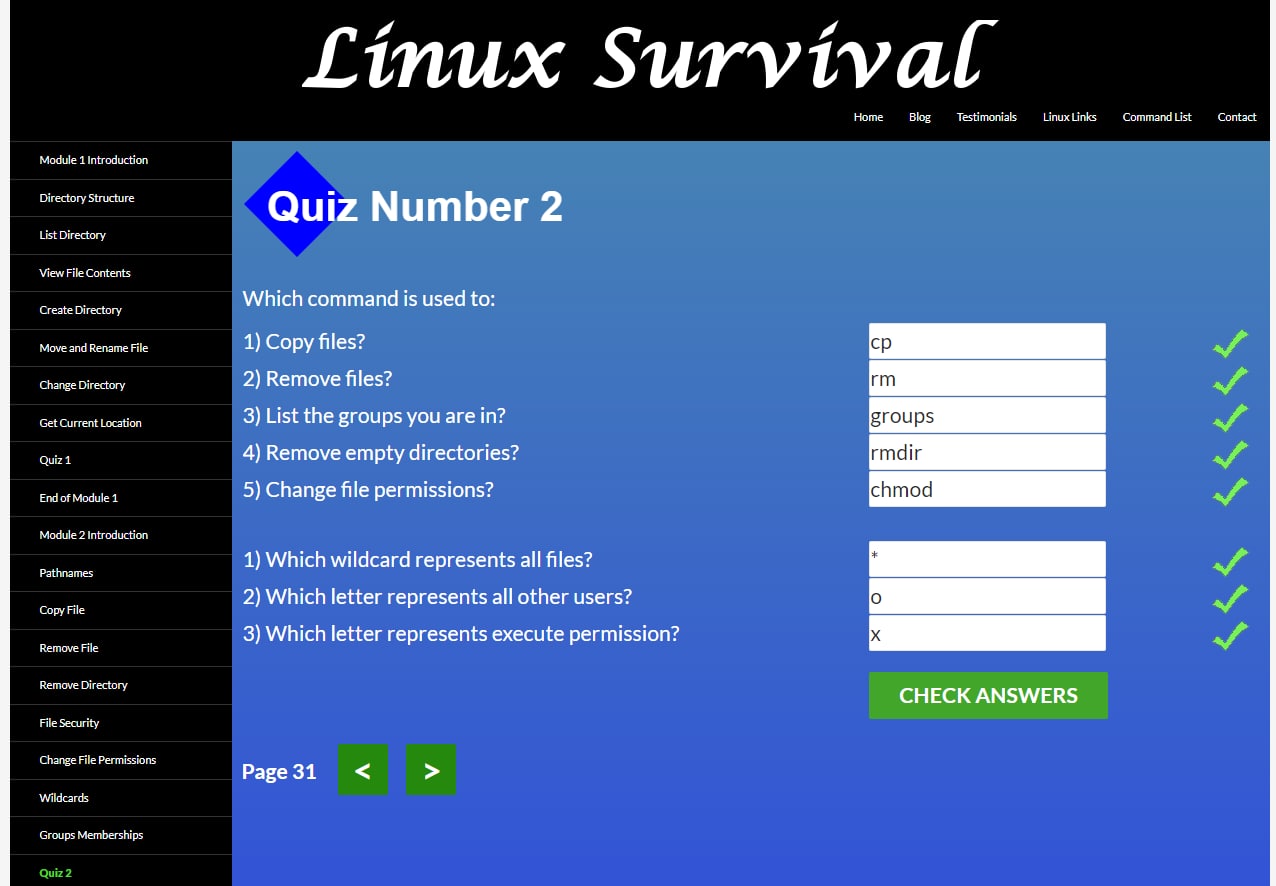 Linux Survival
Home Blog Testimonials Linux Links Command List Contact
Module 1 Introduction
Directory Structure
List Directory
View File Contents
Create Directory
Move and Rename File
Change Directory
Get Current Location
Quiz 1
End of Module 1
Module 2 Introduction
Pathnames
Copy File
Remove File
Remove Directory
File Security
Change File Permissions
Wildcards
Groups Memberships
Quiz 2
Quiz Number 2
Which command is used to:
1) Copy files? cp
2) Remove files? rm
3) List the groups you are in? groups
4) Remove empty directories? rmdir
5) Change file permissions? chmod
1) Which wildcard represents all files? *
2) Which letter represents all other users? o
3) Which letter represents execute permission? x
CHECK ANSWERS
Page 31 < >